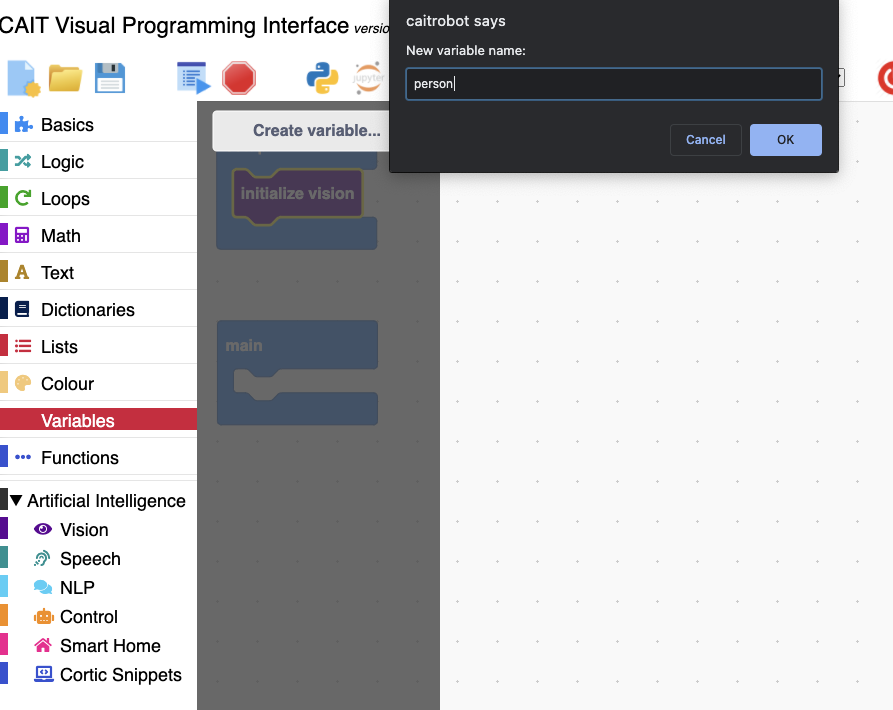 CAIT Visual Programming Interface versio
caitrobot says
New variable name:
person
Cancel
OK
jupyter
Create variable...
initialize vision
main
Basics
Logic
Loops
Math
Text
Dictionaries
Lists
Colour
Variables
Functions
Artificial Intelligence
Vision
Speech
NLP
Control
Smart Home
Cortic Snippets